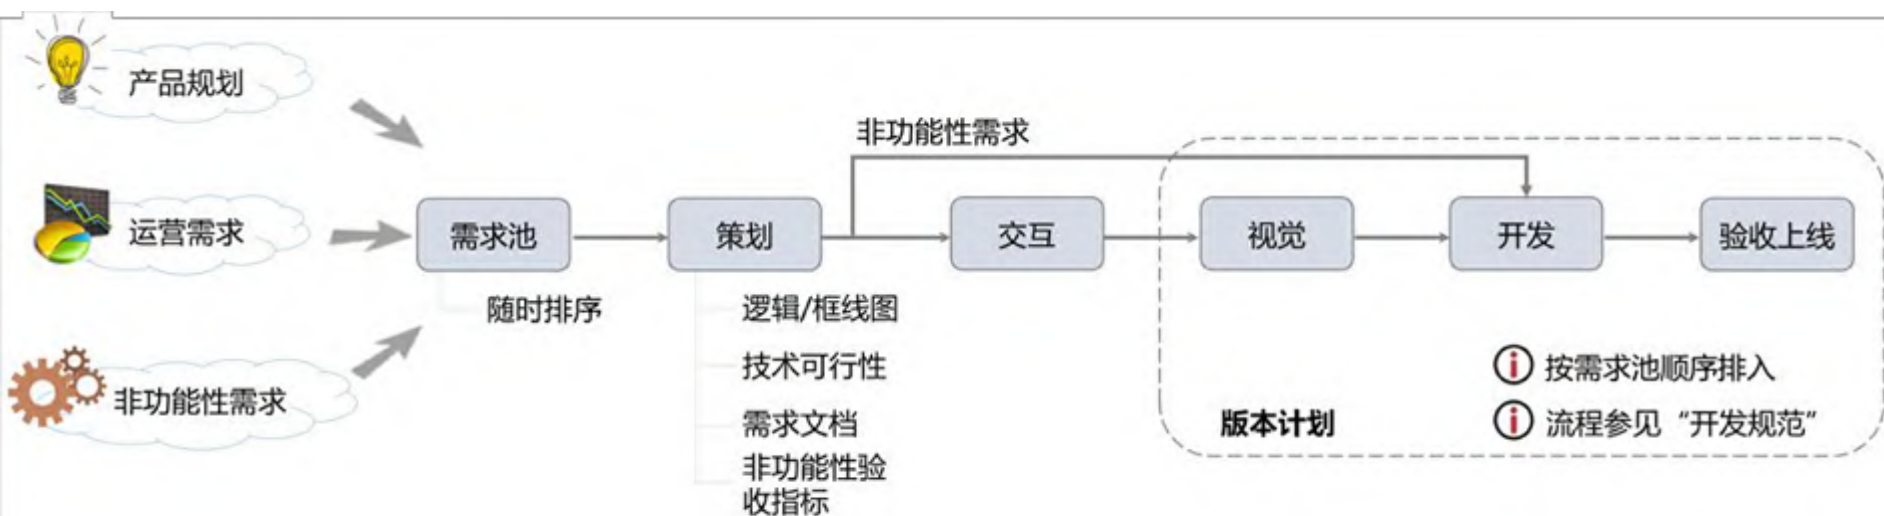 产品规划
运营需求
非功能性需求
需求池
随时排序
策划
逻辑/框线图
技术可行性
需求文档
非功能性验
收指标
非功能性需求
交互
视觉
开发
验收上线
版本计划
按需求池顺序排入
流程参见“开发规范”